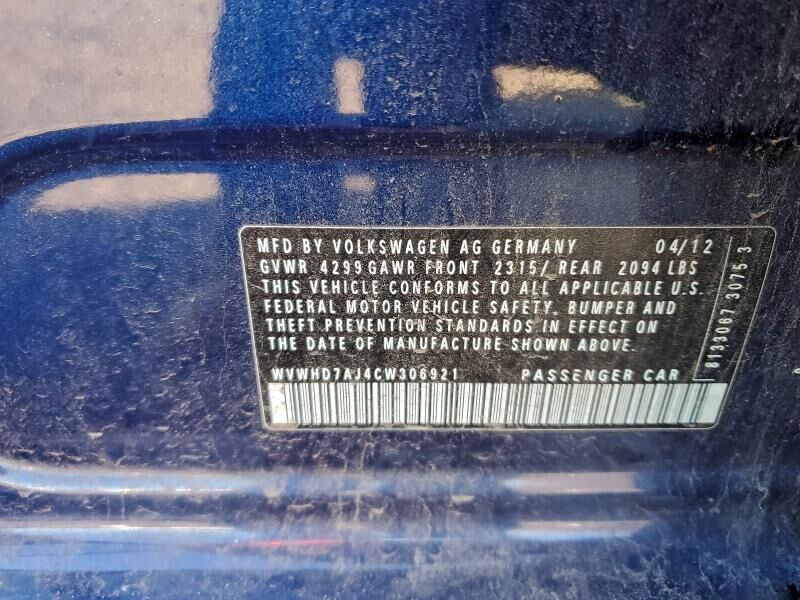 MFD BY VOLKSWAGEN AG GERMANY 04/12
GVWR 4299 GAWR FRONT 2315/ REAR 2094 LBS
THIS VEHICLE CONFORMS TO ALL APPLICABLE U.S.
FEDERAL MOTOR VEHICLE SAFETY, BUMPER AND
THEFT PREVENTION STANDARDS IN EFFECT ON
THE DATE OF MANUFACTURE SHOWN ABOVE.
WVWHD7AJ4CW306921 PASSENGER CAR
8133087 3075 3